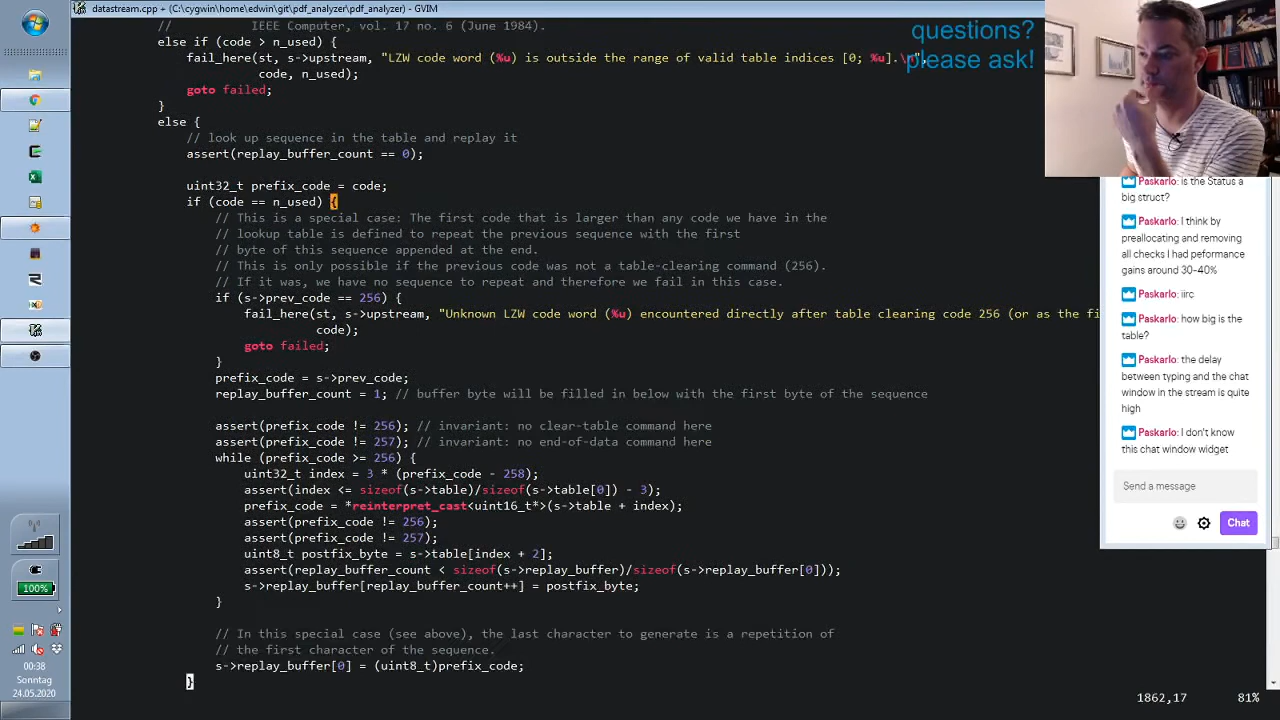 datastream.cpp + (C:\cygwin\home\edwin\git\pdf_analyzer\pdf_analyzer) - GVIM
// IEEE Computer, vol. 17 no. 6 (June 1984).
else if (code > n_used) {
fail_here(st, s->upstream, "LZW code word (%u) is outside the range of valid table indices [0; %u].\n",
code, n_used);
goto failed;
}
else {
// look up sequence in the table and replay it
assert(replay_buffer_count == 0);
uint32_t prefix_code = code;
if (code == n_used) {
// This is a special case: The first code that is larger than any code we have in the
// lookup table is defined to repeat the previous sequence with the first
// byte of this sequence appended at the end.
// This is only possible if the previous code was not a table-clearing command (256).
// If it was, we have no sequence to repeat and therefore we fail in this case.
if (s->prev_code == 256) {
fail_here(st, s->upstream, "Unknown LZW code word (%u) encountered directly after table clearing code 256 (or as the fi
code);
goto failed;
}
prefix_code = s->prev_code;
replay_buffer_count = 1; // buffer byte will be filled in below with the first byte of the sequence
assert(prefix_code != 256); // invariant: no clear-table command here
assert(prefix_code != 257); // invariant: no end-of-data command here
while (prefix_code >= 256) {
uint32_t index = 3 * (prefix_code - 258);
assert(index <= sizeof(s->table)/sizeof(s->table[0]) - 3);
prefix_code = *reinterpret_cast<uint16_t*>(s->table + index);
assert(prefix_code != 256);
assert(prefix_code != 257);
uint8_t postfix_byte = s->table[index + 2];
assert(replay_buffer_count < sizeof(s->replay_buffer)/sizeof(s->replay_buffer[0]));
s->replay_buffer[replay_buffer_count++] = postfix_byte;
}
// In this special case (see above), the last character to generate is a repetition of
// the first character of the sequence.
s->replay_buffer[0] = (uint8_t)prefix_code;
}
1862,17 81%
questions?
please ask!
Paskarlo: is the Status a
big struct?
Paskarlo: I think by
preallocating and removing
all checks I had peformance
gains around 30-40%
Paskarlo: iirc
Paskarlo: how big is the
table?
Paskarlo: the delay
between typing and the chat
window in the stream is quite
high
Paskarlo: I don't know
this chat window widget
Send a message
Chat
100%
00:38
Sonntag
24.05.2020